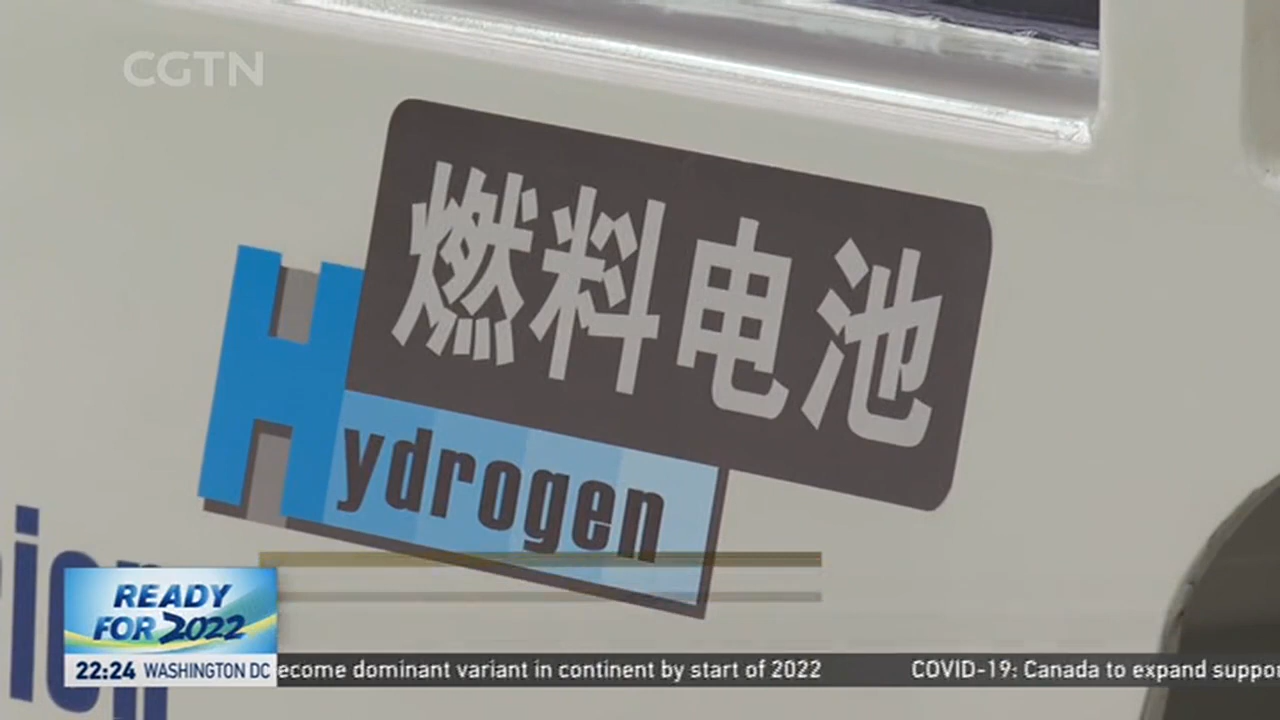 CGTN
燃料电池
Hydrogen
READY
FOR 2022
22:24 WASHINGTON DC
ecome dominant variant in continent by start of 2022 COVID-19: Canada to expand suppor